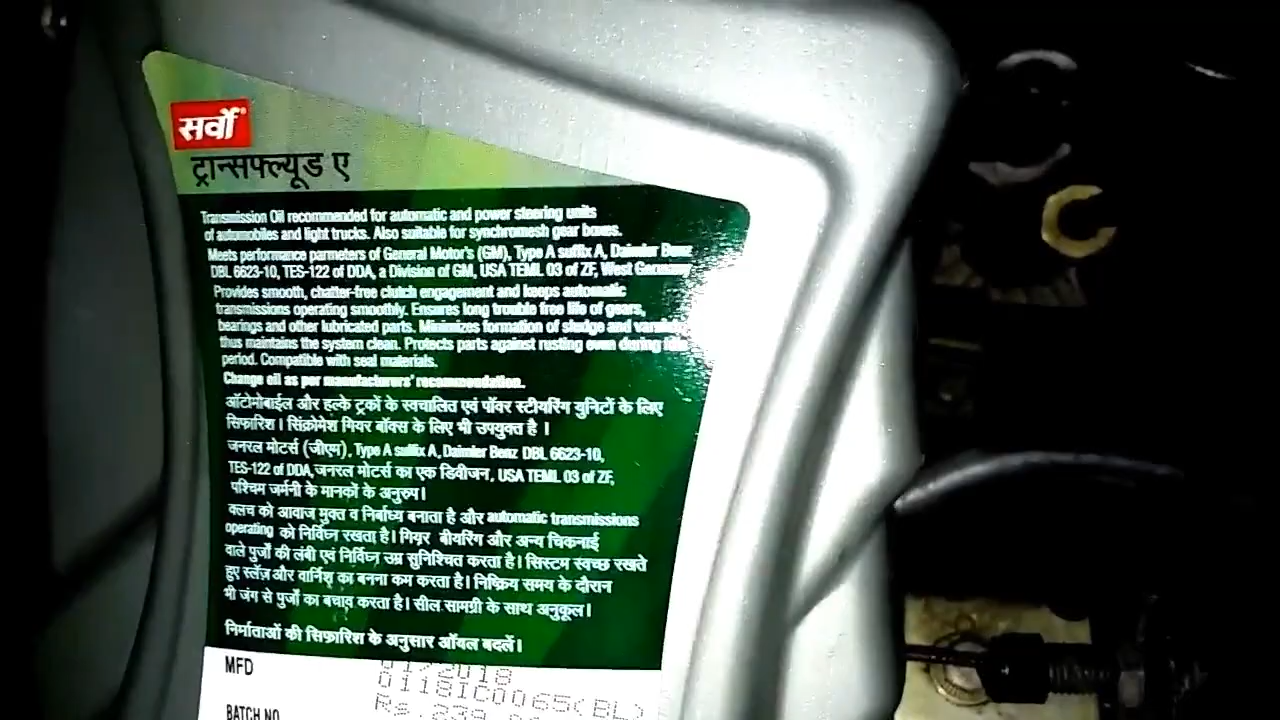 सर्वो
ट्रान्सफ्ल्यूड ए
Transmission Oil recommended for automatic and power steering units
of automobiles and light trucks. Also suitable for synchromesh gear boxes.
Meets performance parmeters of General Motor's (GM), Type A suffix A, Daimler Benz
DBL 6623-10, TES-122 of DDA, a Division of GM, USA TEML 03 of ZF, West Germany
Provides smooth, chatter-free clutch engagement and keeps automatic
transmissions operating smoothly. Ensures long trouble free life of gears,
bearings and other lubricated parts. Minimizes formation of sludge and varnish
thus maintains the system clean. Protects parts against rusting even during idle
period. Compatible with seal materials.
Change oil as per manufacturers' recommendation.
ऑटोमोबाईल और हल्के ट्रकों के स्वचालित एवं पॉवर स्टीयरिंग युनिटों के लिए
सिफारिश। सिंक्रोमेश गियर बॉक्स के लिए भी उपयुक्त है ।
जनरल मोटर्स (जीएम), Type A suffix A, Daimler Benz DBL 6623-10,
TES-122 of DDA, जनरल मोटर्स का एक डिवीजन, USA TEML 03 of ZF,
पश्चिम जर्मनी के मानकों के अनुरुप।
क्लच को आवाज मुक्त व निर्बाध्य बनाता है और automatic transmissions
operating को निर्विघ्न रखता है। गियर बीयरिंग और अन्य चिकनाई
वाले पुर्जों की लंबी एवं निर्विघ्न उम्र सुनिश्चित करता है। सिस्टम स्वच्छ रखते
हुए स्लॅज़ और वार्निश का बनना कम करता है। निष्क्रिय समय के दौरान
भी जंग से पुर्जों का बचाव करता है। सील सामग्री के साथ अनुकूल।
निर्माताओं की सिफ़ारिश के अनुसार ऑयल बदलें।
MFD 01/2018
0118IC0065(BL)
BATCH NO Rs.239.